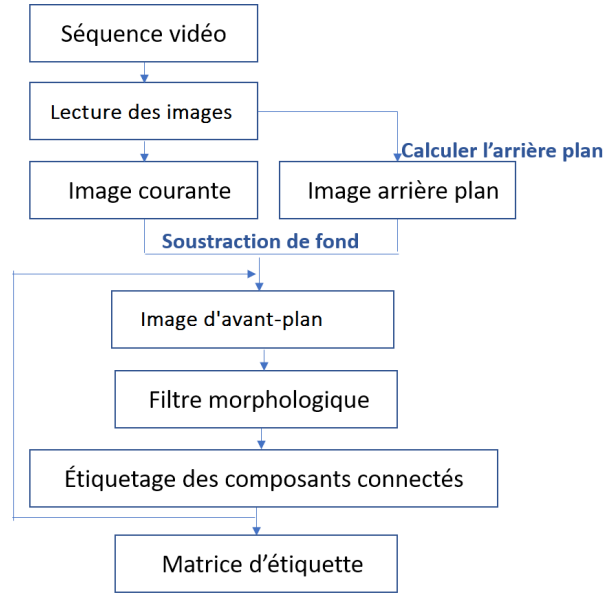 Séquence vidéo
Lecture des images
Calculer l'arrière plan
Image courante
Image arrière plan
Soustraction de fond
Image d'avant-plan
Filtre morphologique
Étiquetage des composants connectés
Matrice d'étiquette